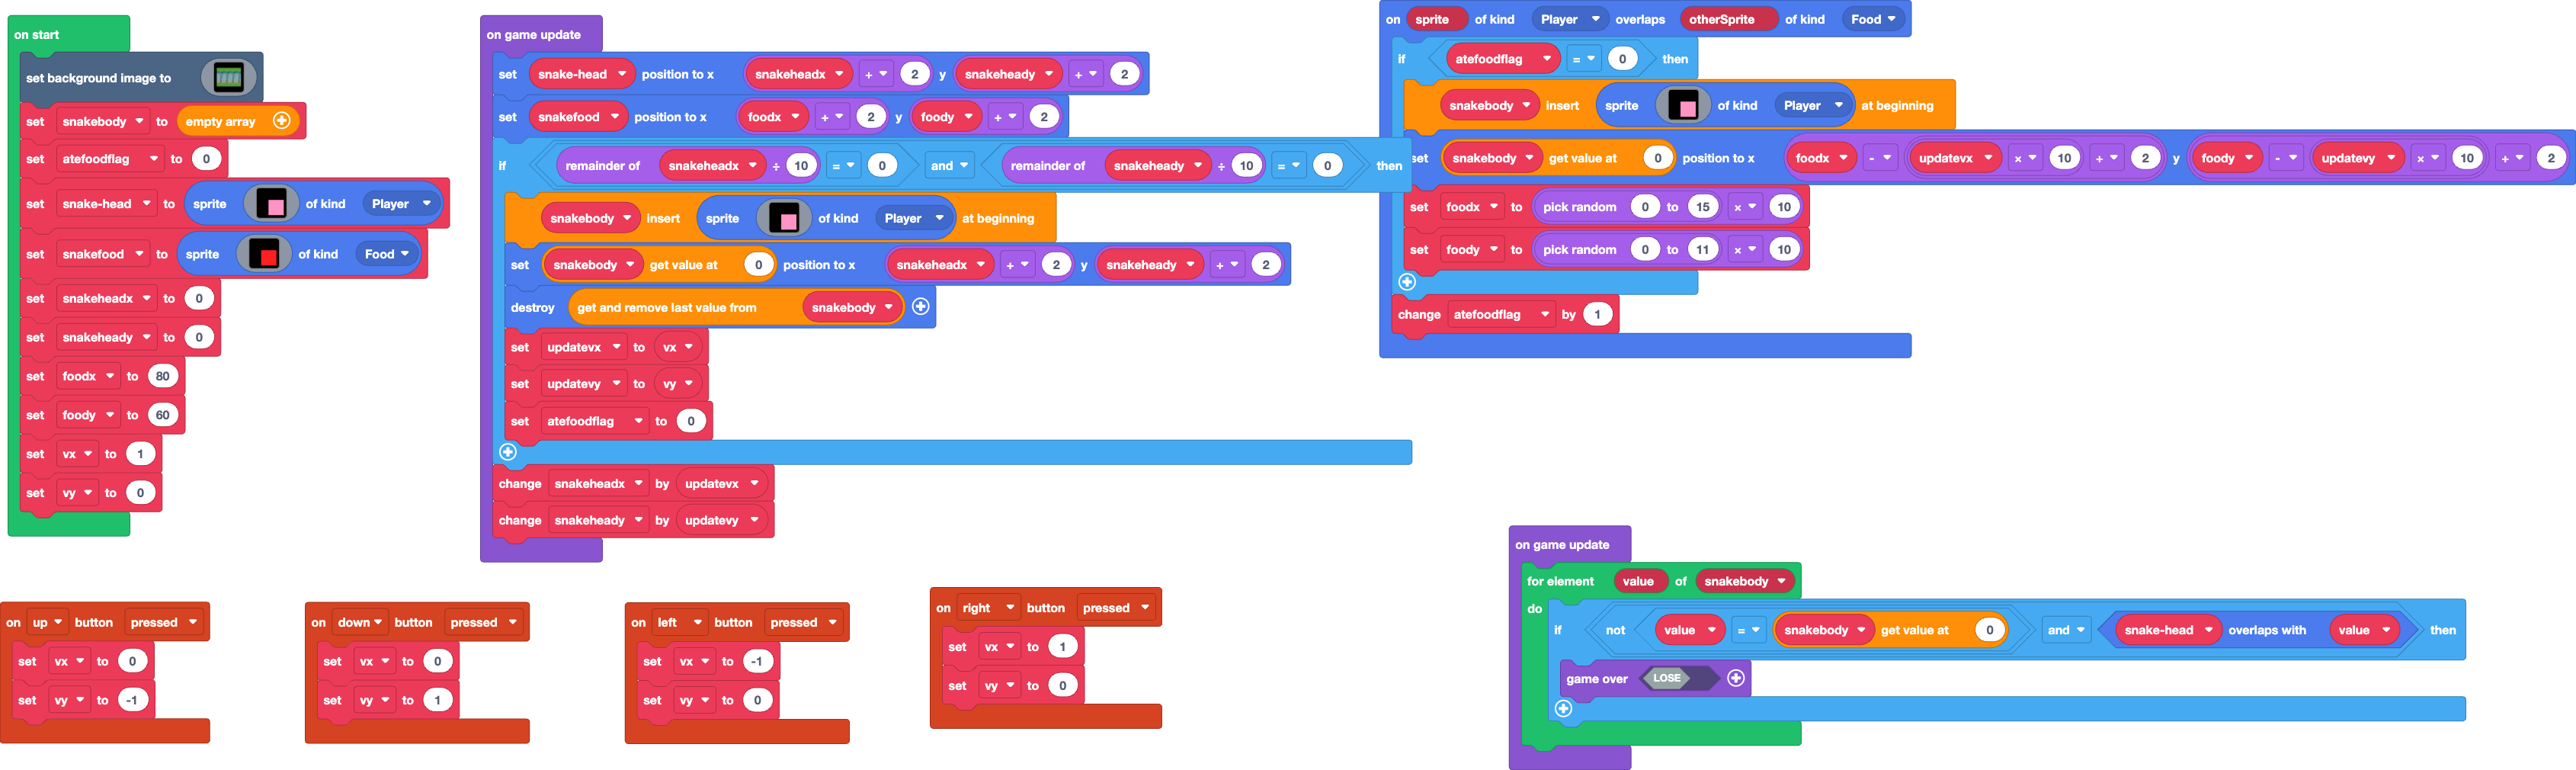 on start
set background image to
set snakebody to empty array
set atefoodflag to 0
set snake-head to sprite of kind Player
set snakefood to sprite of kind Food
set snakeheadx to 0
set snakeheady to 0
set foodx to 80
set foody to 60
set vx to 1
set vy to 0
on game update
set snake-head position to x snakeheadx + 2 y snakeheady + 2
set snakefood position to x foodx + 2 y foody + 2
if remainder of snakeheadx ÷ 10 = 0 and remainder of snakeheady ÷ 10 = 0 then
snakebody insert sprite of kind Player at beginning
set snakebody get value at 0 position to x snakeheadx + 2 y snakeheady + 2
destroy get and remove last value from snakebody
set updatevx to vx
set updatevy to vy
set atefoodflag to 0
change snakeheadx by updatevx
change snakeheady by updatevy
on sprite of kind Player overlaps otherSprite of kind Food
if atefoodflag = 0 then
snakebody insert sprite of kind Player at beginning
set snakebody get value at 0 position to x foodx - updatevx × 10 + 2 y foody - updatevy × 10 + 2
set foodx to pick random 0 to 15 × 10
set foody to pick random 0 to 11 × 10
change atefoodflag by 1
on up button pressed
set vx to 0
set vy to -1
on down button pressed
set vx to 0
set vy to 1
on left button pressed
set vx to -1
set vy to 0
on right button pressed
set vx to 1
set vy to 0
on game update
for element value of snakebody
do
if not value = snakebody get value at 0 and snake-head overlaps with value then
game over LOSE